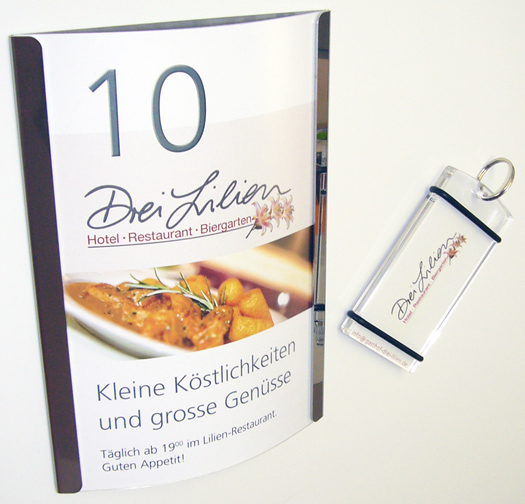 10
Drei Lilien
Hotel · Restaurant · Biergarten
Kleine Köstlichkeiten
und grosse Genüsse
Täglich ab 19⁰⁰ im Lilien-Restaurant.
Guten Appetit!
Drei Lilien
Hotel · Restaurant · Biergarten